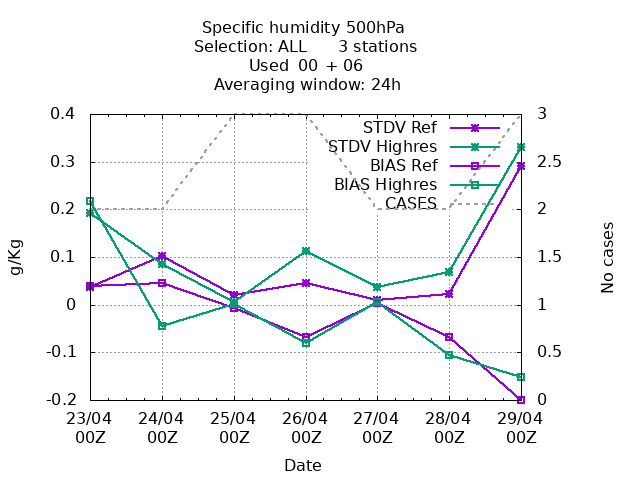 Specific humidity 500hPa
Selection: ALL 3 stations
Used 00 + 06
Averaging window: 24h
0.4
0.3
0.2
0.1
0
-0.1
-0.2
g/Kg
STDV Ref
STDV Highres
BIAS Ref
BIAS Highres
CASES
3
2.5
2
1.5
1
0.5
0
No cases
23/04 24/04 25/04 26/04 27/04 28/04 29/04
00Z 00Z 00Z 00Z 00Z 00Z 00Z
Date